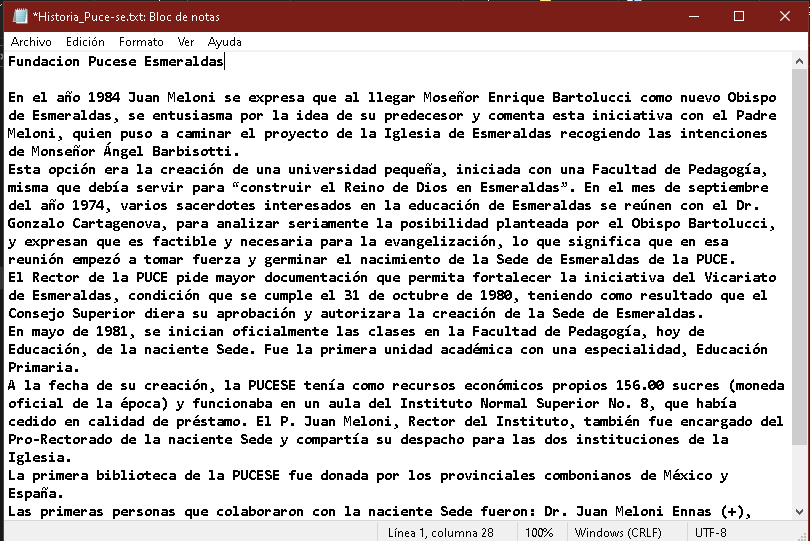 *Historia_Puce-se.txt: Bloc de notas
Archivo Edición Formato Ver Ayuda
Fundacion Pucese Esmeraldas
En el año 1984 Juan Meloni se expresa que al llegar Moseñor Enrique Bartolucci como nuevo Obispo
de Esmeraldas, se entusiasma por la idea de su predecesor y comenta esta iniciativa con el Padre
Meloni, quien puso a caminar el proyecto de la Iglesia de Esmeraldas recogiendo las intenciones
de Monseñor Ángel Barbisotti.
Esta opción era la creación de una universidad pequeña, iniciada con una Facultad de Pedagogía,
misma que debía servir para “construir el Reino de Dios en Esmeraldas”. En el mes de septiembre
del año 1974, varios sacerdotes interesados en la educación de Esmeraldas se reúnen con el Dr.
Gonzalo Cartagenova, para analizar seriamente la posibilidad planteada por el Obispo Bartolucci,
y expresan que es factible y necesaria para la evangelización, lo que significa que en esa
reunión empezó a tomar fuerza y germinar el nacimiento de la Sede de Esmeraldas de la PUCE.
El Rector de la PUCE pide mayor documentación que permita fortalecer la iniciativa del Vicariato
de Esmeraldas, condición que se cumple el 31 de octubre de 1980, teniendo como resultado que el
Consejo Superior diera su aprobación y autorizara la creación de la Sede de Esmeraldas.
En mayo de 1981, se inician oficialmente las clases en la Facultad de Pedagogía, hoy de
Educación, de la naciente Sede. Fue la primera unidad académica con una especialidad, Educación
Primaria.
A la fecha de su creación, la PUCESE tenía como recursos económicos propios 156.00 sucres (moneda
oficial de la época) y funcionaba en un aula del Instituto Normal Superior No. 8, que había
cedido en calidad de préstamo. El P. Juan Meloni, Rector del Instituto, también fue encargado del
Pro-Rectorado de la naciente Sede y compartía su despacho para las dos instituciones de la
Iglesia.
La primera biblioteca de la PUCESE fue donada por los provinciales combonianos de México y
España.
Las primeras personas que colaboraron con la naciente Sede fueron: Dr. Juan Meloni Ennas (+),
Línea 1, columna 28 100% Windows (CRLF) UTF-8